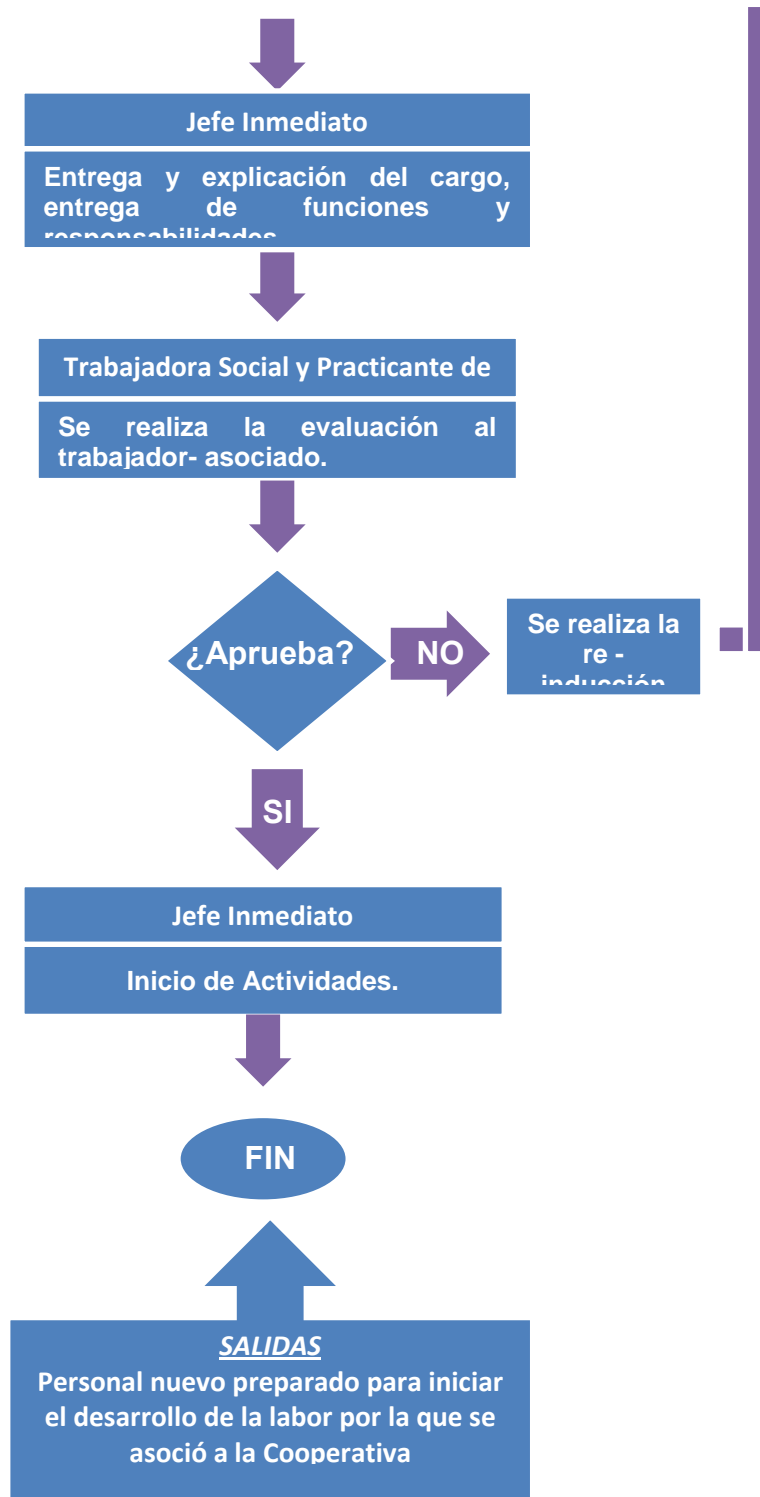 Jefe Inmediato
Entrega y explicación del cargo,
entrega de funciones y
responsabilidades
Trabajadora Social y Practicante de
Se realiza la evaluación al
trabajador- asociado.
¿Aprueba?
NO
Se realiza la
re -
inducción
SI
Jefe Inmediato
Inicio de Actividades.
FIN
SALIDAS
Personal nuevo preparado para iniciar
el desarrollo de la labor por la que se
asoció a la Cooperativa